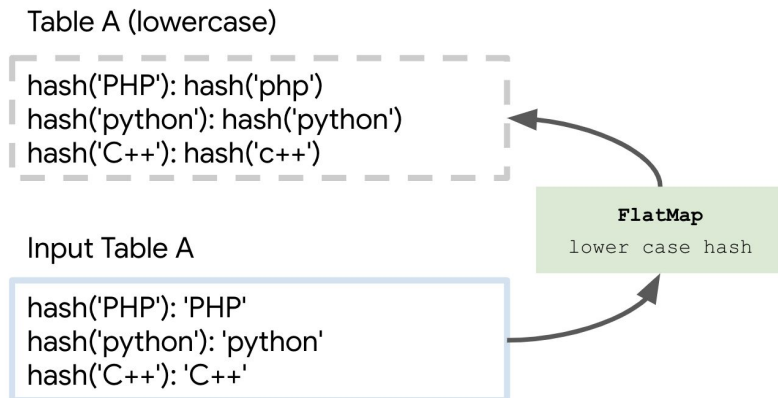 Table A (lowercase)
hash('PHP'): hash('php')
hash('python'): hash('python')
hash('C++'): hash('c++')
FlatMap
lower case hash
Input Table A
hash('PHP'): 'PHP'
hash('python'): 'python'
hash('C++'): 'C++'